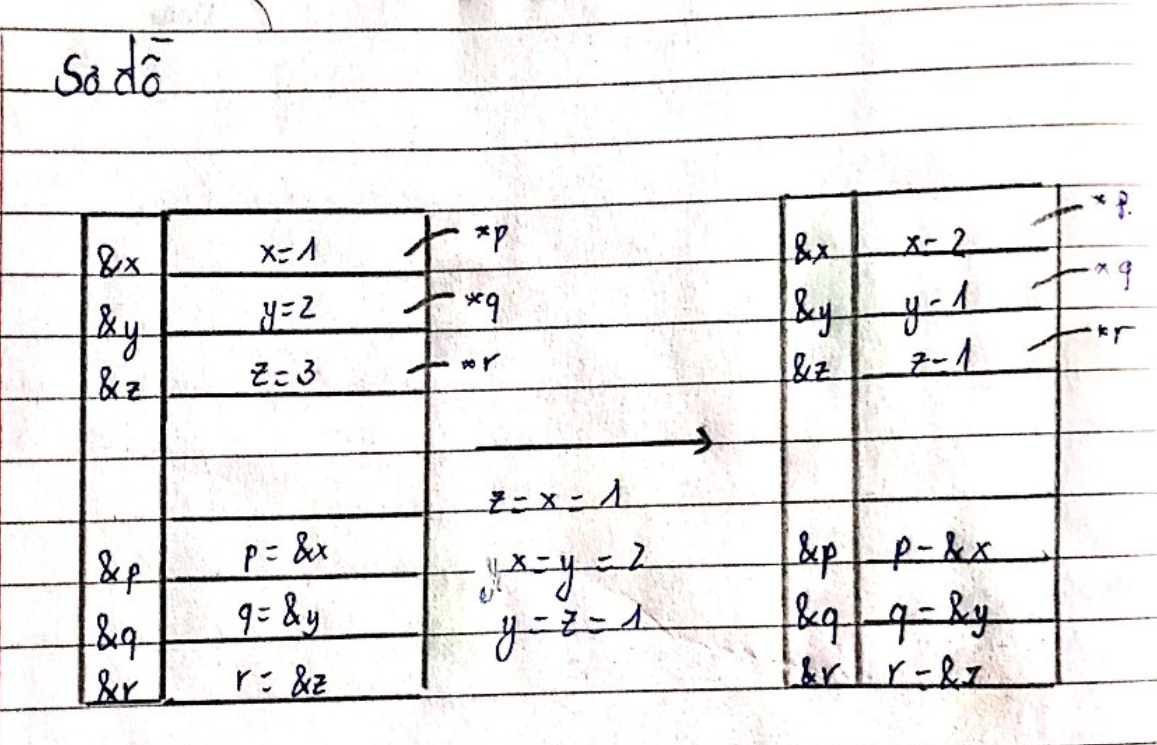 Sơ đồ
&x x=1 *p
&y y=2 *q
&z z=3 *r
&p p=&x
&q q=&y
&r r=&z
z=x=1
x=y=2
y=z=1
&x x=2 *p
&y y=1 *q
&z z=1 *r
&p p=&x
&q q=&y
&r r=&z